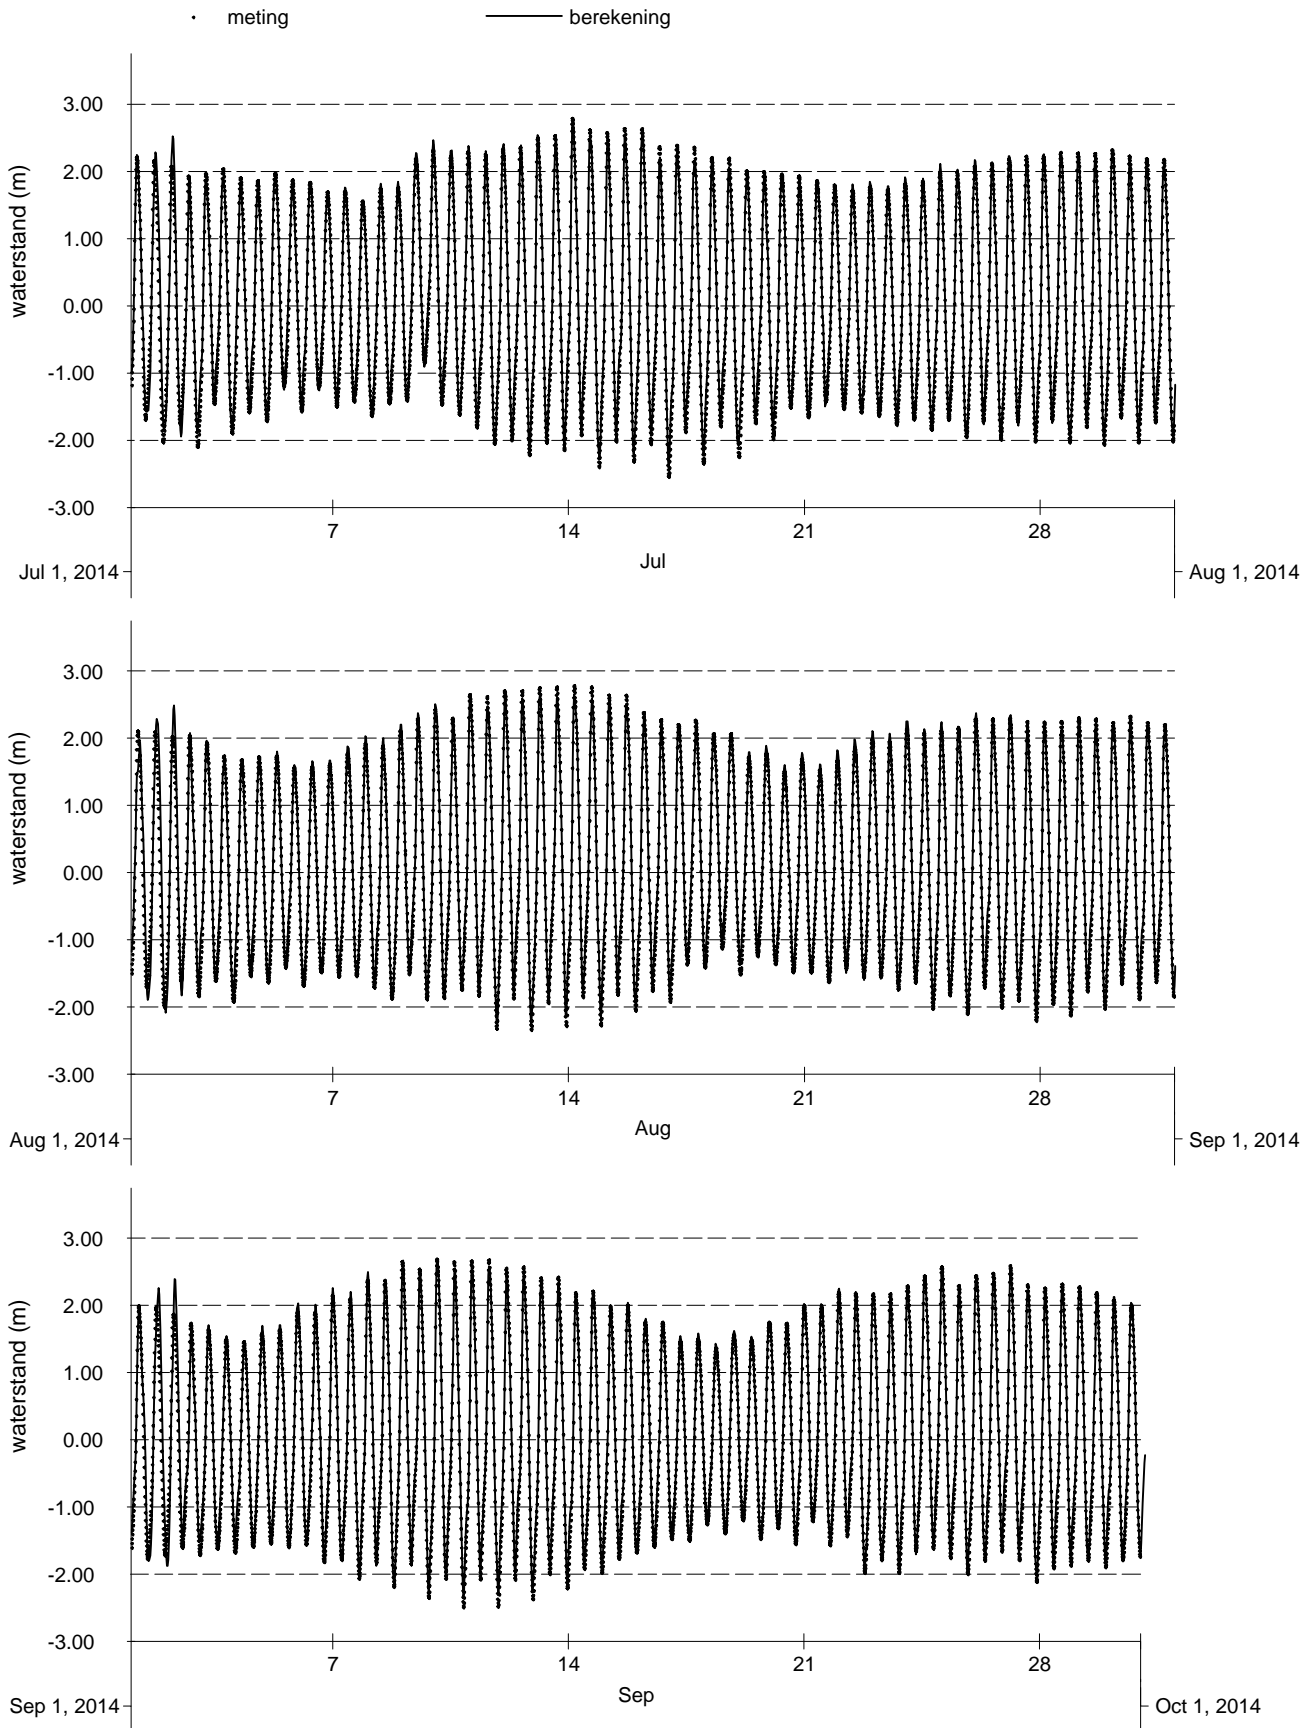 meting berekening
3.00
2.00
1.00
0.00
-1.00
-2.00
-3.00
waterstand (m)
7 14 21 28
Jul
Jul 1, 2014 Aug 1, 2014
3.00
2.00
1.00
0.00
-1.00
-2.00
-3.00
waterstand (m)
7 14 21 28
Aug
Aug 1, 2014 Sep 1, 2014
3.00
2.00
1.00
0.00
-1.00
-2.00
-3.00
waterstand (m)
7 14 21 28
Sep
Sep 1, 2014 Oct 1, 2014